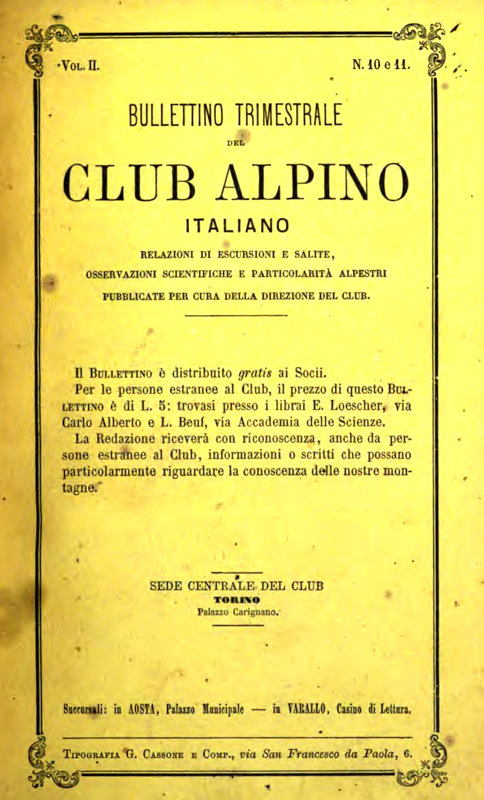 Vol. II.
N. 10 e 11.
BULLETTINO TRIMESTRALE
DEL
CLUB ALPINO
ITALIANO
RELAZIONI DI ESCURSIONI E SALITE,
OSSERVAZIONI SCIENTIFICHE E PARTICOLARITÀ ALPESTRI
PUBBLICATE PER CURA DELLA DIREZIONE DEL CLUB.
Il BULLETTINO è distribuito gratis ai Socii.
Per le persone estranee al Club, il prezzo di questo BUL-
LETTINO è di L. 5: trovasi presso i librai E. Loescher, via
Carlo Alberto e L. Beuf, via Accademia delle Scienze.
La Redazione riceverà con riconoscenza, anche da per-
sone estranee al Club, informazioni o scritti che possano
particolarmente riguardare la conoscenza delle nostre mon-
tagne.
SEDE CENTRALE DEL CLUB
TORINO
Palazzo Carignano.
Succursali: in AOSTA, Palazzo Municipale — in VARALLO, Casino di Lettura.
TIPOGRAFIA G. CASSONE E COMP., via San Francesco da Paola, 6.